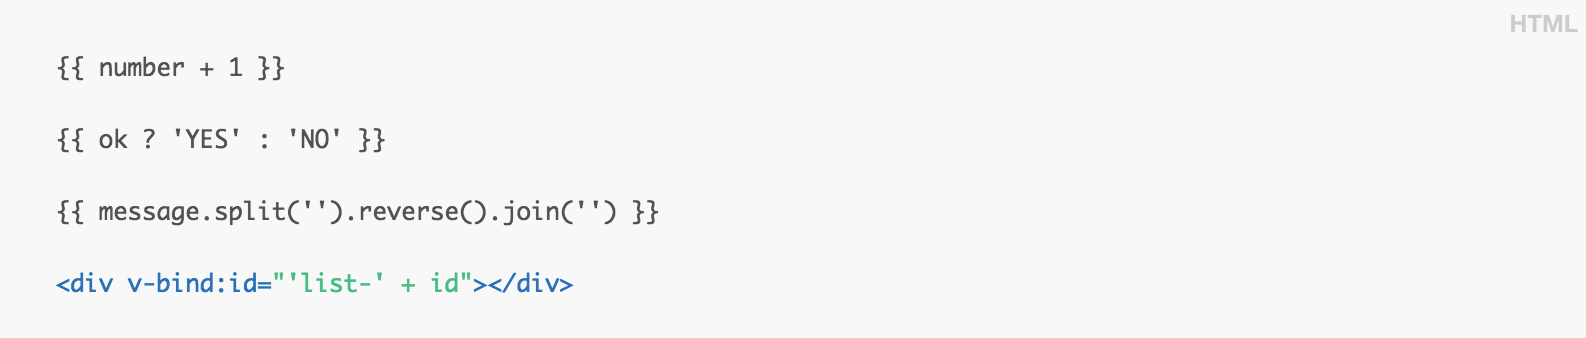 HTML
{{ number + 1 }}
{{ ok ? 'YES' : 'NO' }}
{{ message.split('').reverse().join('') }}
<div v-bind:id="'list-' + id"></div>